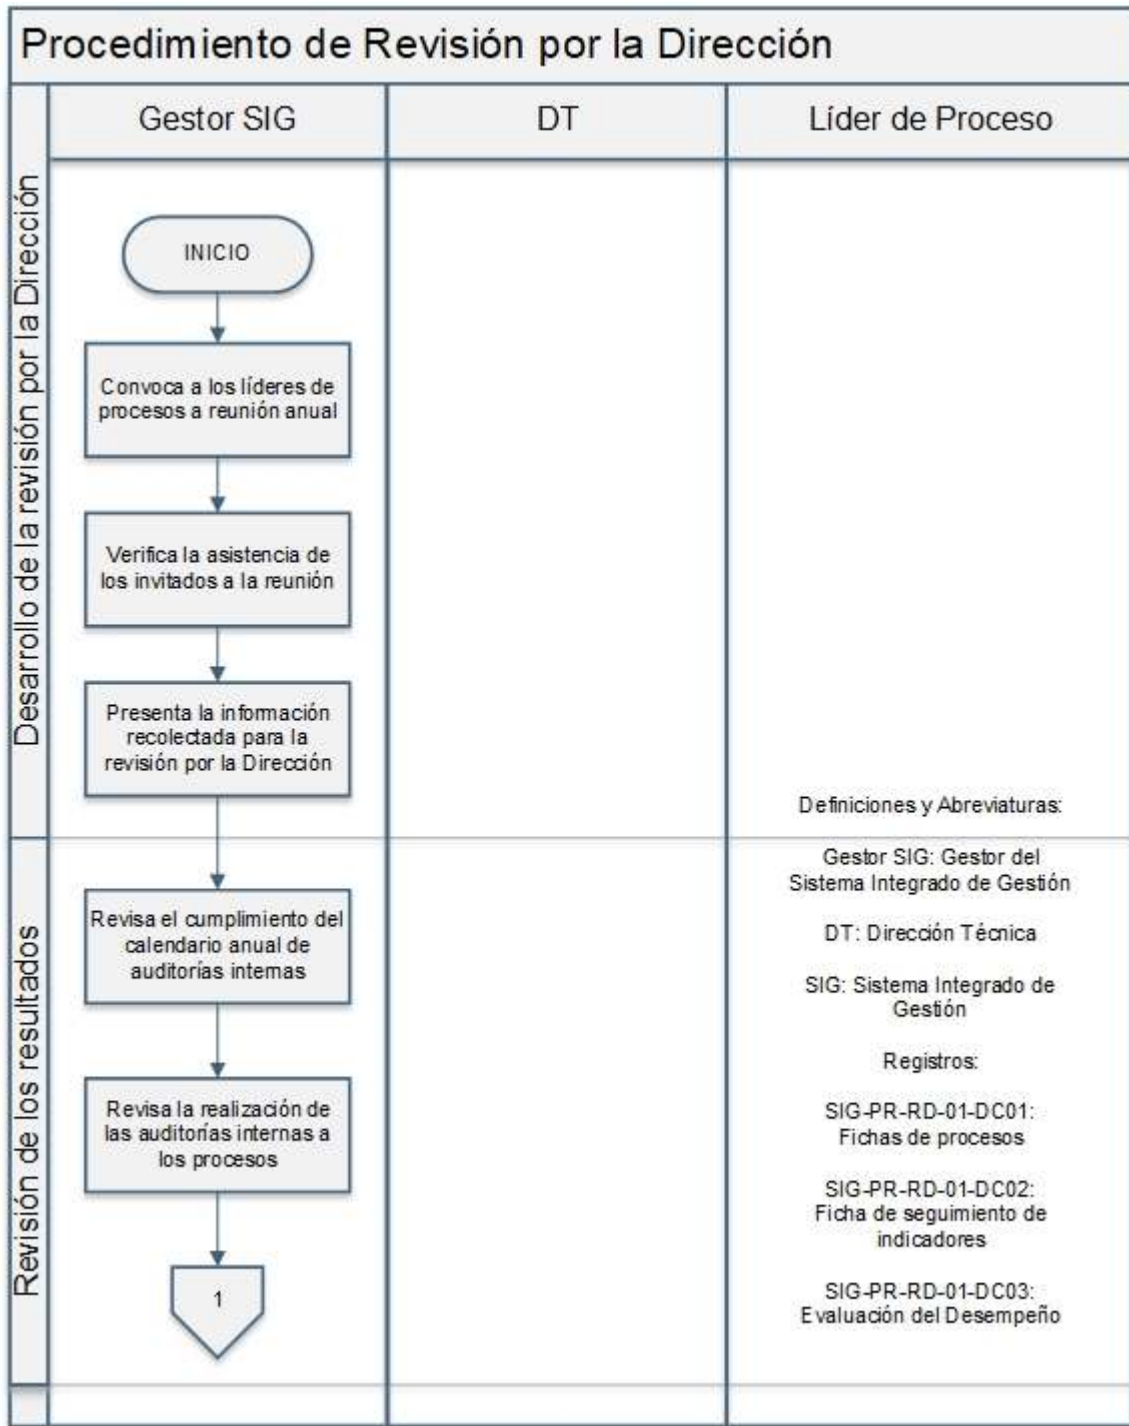 Procedimiento de Revisión por la Dirección
Gestor SIG
DT
Líder de Proceso
Desarrollo de la revisión por la Dirección
INICIO
Convoca a los líderes de
procesos a reunión anual
Verifica la asistencia de
los invitados a la reunión
Presenta la información
recolectada para la
revisión por la Dirección
Revisión de los resultados
Revisa el cumplimiento del
calendario anual de
auditorías internas
Revisa la realización de
las auditorías internas a
los procesos
1
Definiciones y Abreviaturas:
Gestor SIG: Gestor del
Sistema Integrado de Gestión
DT: Dirección Técnica
SIG: Sistema Integrado de
Gestión
Registros:
SIG-PR-RD-01-DC01:
Fichas de procesos
SIG-PR-RD-01-DC02:
Ficha de seguimiento de
indicadores
SIG-PR-RD-01-DC03:
Evaluación del Desempeño